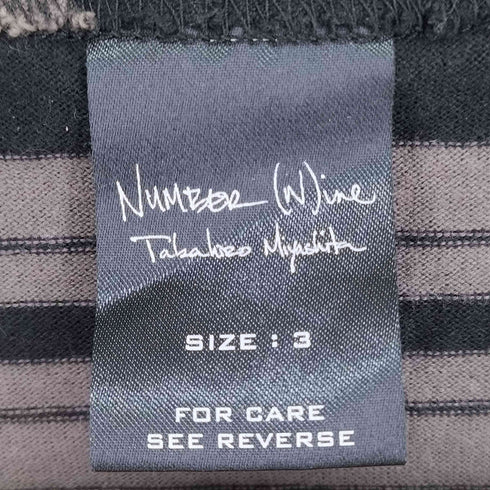 NUMBER (N)ine
Takahiro Miyashita
SIZE : 3
FOR CARE
SEE REVERSE